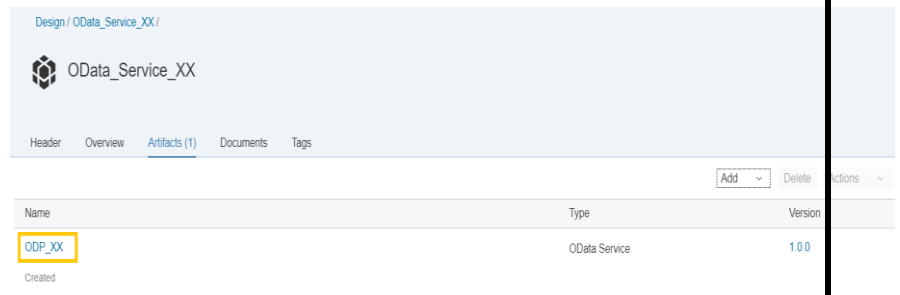 Design / OData_Service_XX /
OData_Service_XX
Header Overview Artifacts (1) Documents Tags
Add Delete Actions
Name Type Version
ODP_XX OData Service 1.0.0
Created